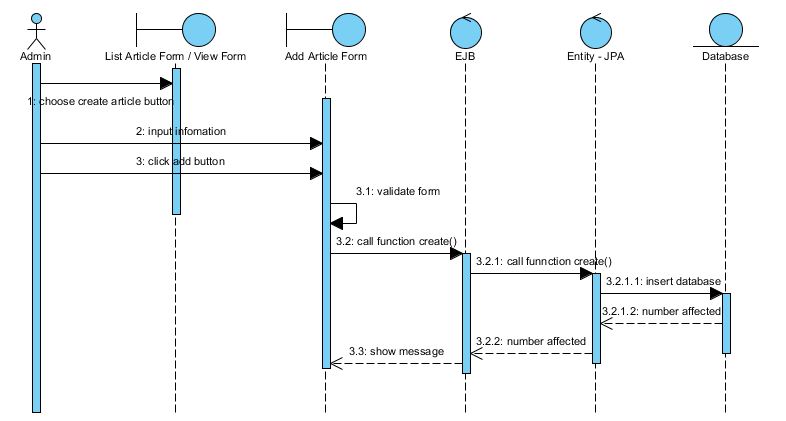 Admin
List Article Form / View Form
Add Article Form
EJB
Entity - JPA
Database
1: choose create article button
2: input infomation
3: click add button
3.1: validate form
3.2: call function create()
3.2.1: call funnction create()
3.2.1.1: insert database
3.2.1.2: number affected
3.2.2: number affected
3.3: show message